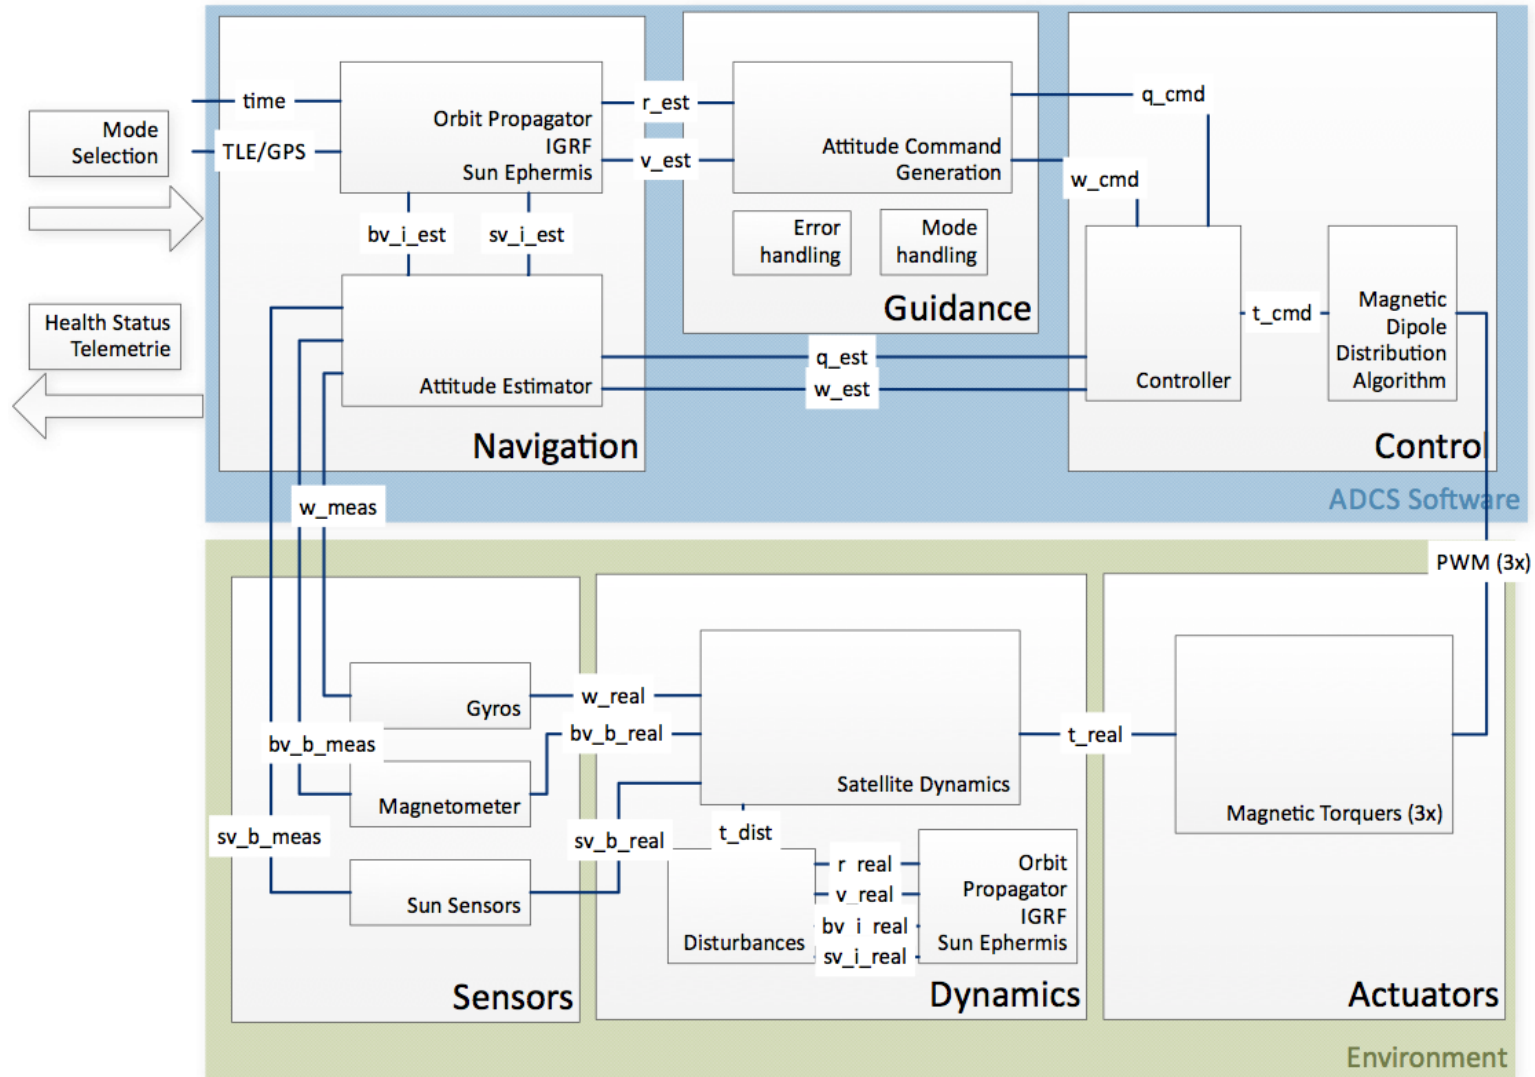 Mode
Selection
Health Status
Telemetrie
time
TLE/GPS
Orbit Propagator
IGRF
Sun Ephermis
r_est
v_est
bv_i_est
sv_i_est
Attitude Estimator
Navigation
Attitude Command
Generation
Error
handling
Mode
handling
Guidance
q_cmd
w_cmd
q_est
w_est
Controller
t_cmd
Magnetic
Dipole
Distribution
Algorithm
Control
ADCS Software
w_meas
bv_b_meas
sv_b_meas
PWM (3x)
Gyros
Magnetometer
Sun Sensors
Sensors
w_real
bv_b_real
sv_b_real
Satellite Dynamics
t_dist
Disturbances
r_real
v_real
bv_i_real
sv_i_real
Orbit
Propagator
IGRF
Sun Ephermis
Dynamics
t_real
Magnetic Torquers (3x)
Actuators
Environment